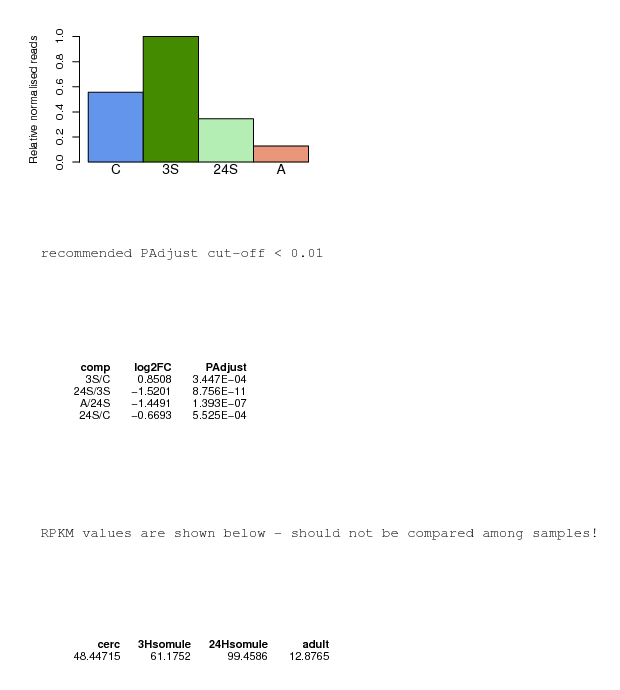 Relative normalised reads
1.0
0.8
0.6
0.4
0.2
0.0
C 3S 24S A
recommended PAdjust cut-off < 0.01
comp log2FC PAdjust
3S/C 0.8508 3.447E-04
24S/3S -1.5201 8.756E-11
A/24S -1.4491 1.393E-07
24S/C -0.6693 5.525E-04
RPKM values are shown below - should not be compared among samples!
cerc 3Hsomule 24Hsomule adult
48.44715 61.1752 99.4586 12.8765